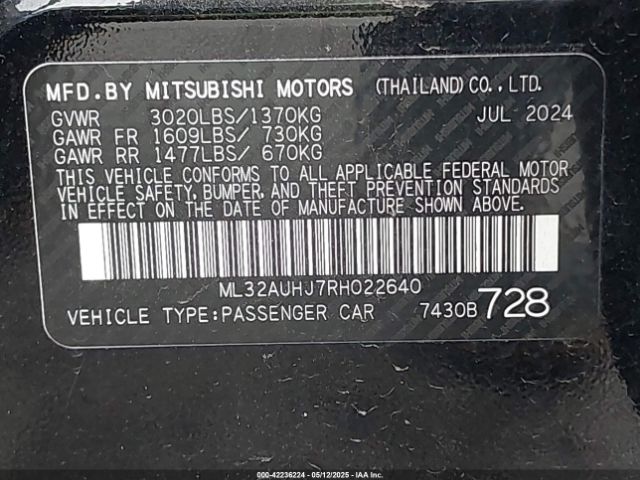 MFD.BY MITSUBISHI MOTORS (THAILAND)CO.,LTD.
GVWR 3020LBS/1370KG JUL 2024
GAWR FR 1609LBS/ 730KG
GAWR RR 1477LBS/ 670KG
THIS VEHICLE CONFORMS TO ALL APPLICABLE FEDERAL MOTOR
VEHICLE SAFETY, BUMPER, AND THEFT PREVENTION STANDARDS
IN EFFECT ON THE DATE OF MANUFACTURE SHOWN ABOVE.
ML32AUHJ7RH022640
VEHICLE TYPE:PASSENGER CAR 7430B 728
000-42236224 - 05/12/2025 - IAAI.com